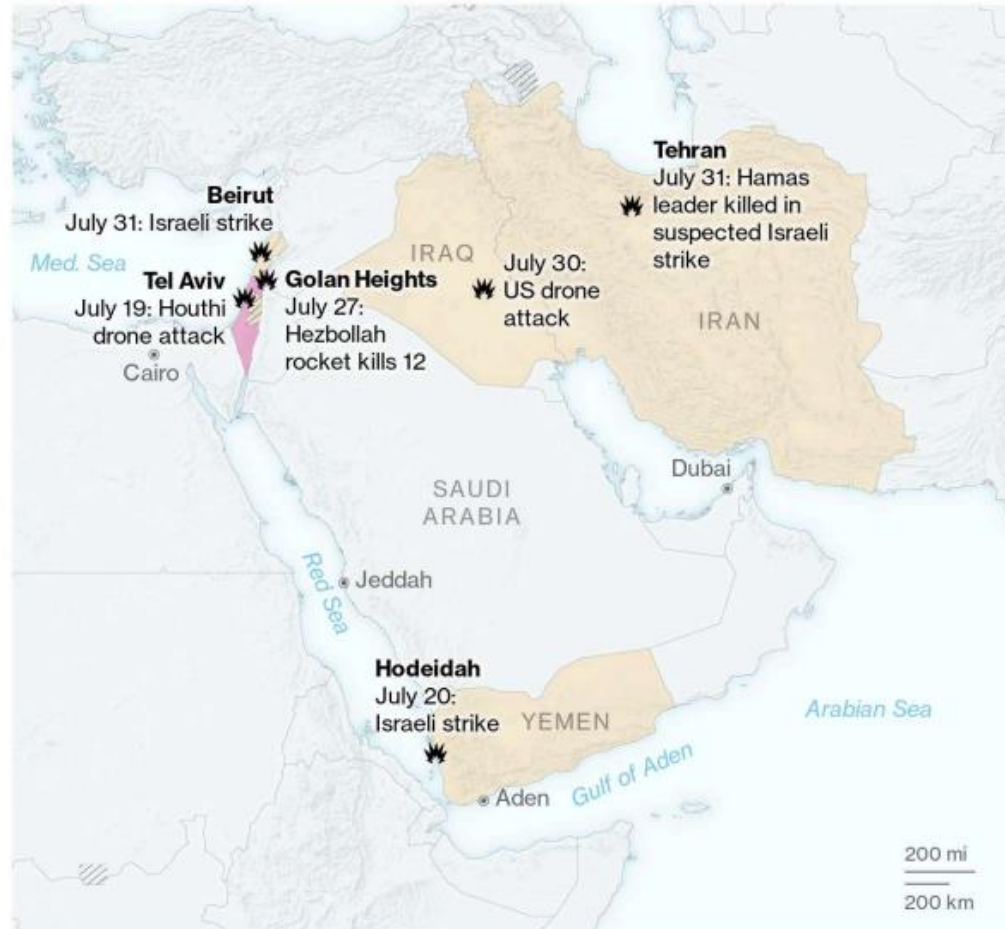 Tehran
July 31: Hamas
leader killed in
suspected Israeli
strike
Beirut
July 31: Israeli strike
IRAQ
Med. Sea
July 30:
US drone
attack
Tel Aviv
July 19: Houthi
drone attack
Golan Heights
July 27:
Hezbollah
rocket kills 12
IRAN
Cairo
Dubai
SAUDI
ARABIA
Red Sea
Jeddah
Hodeidah
July 20:
Israeli strike
YEMEN
Arabian Sea
Gulf of Aden
Aden
200 mi
200 km